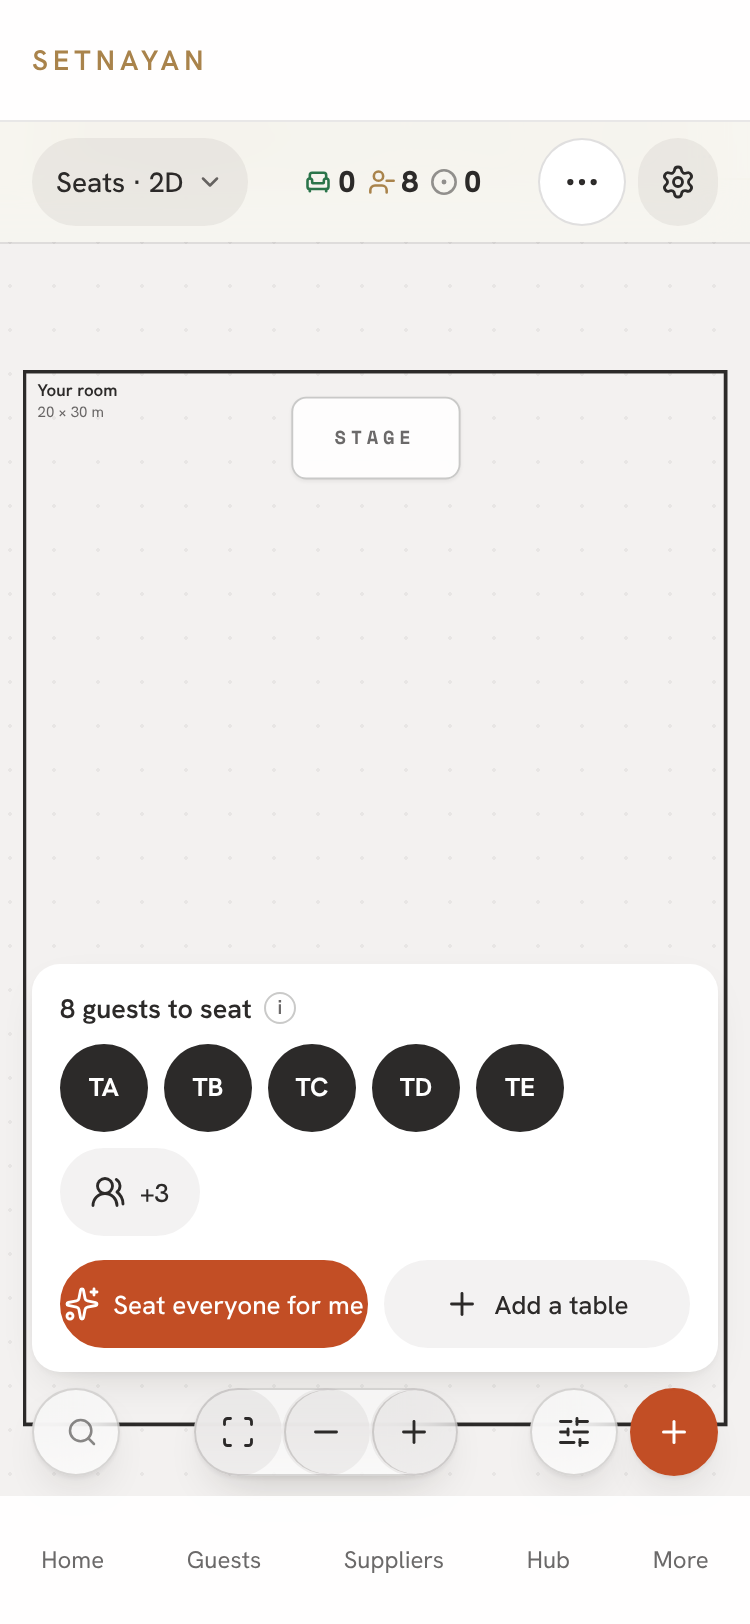 SETNAYAN
Seats · 2D
0
8
0
Your room
20 × 30 m
STAGE
8 guests to seat
i
TA
TB
TC
TD
TE
+3
Seat everyone for me
Add a table
Home
Guests
Suppliers
Hub
More